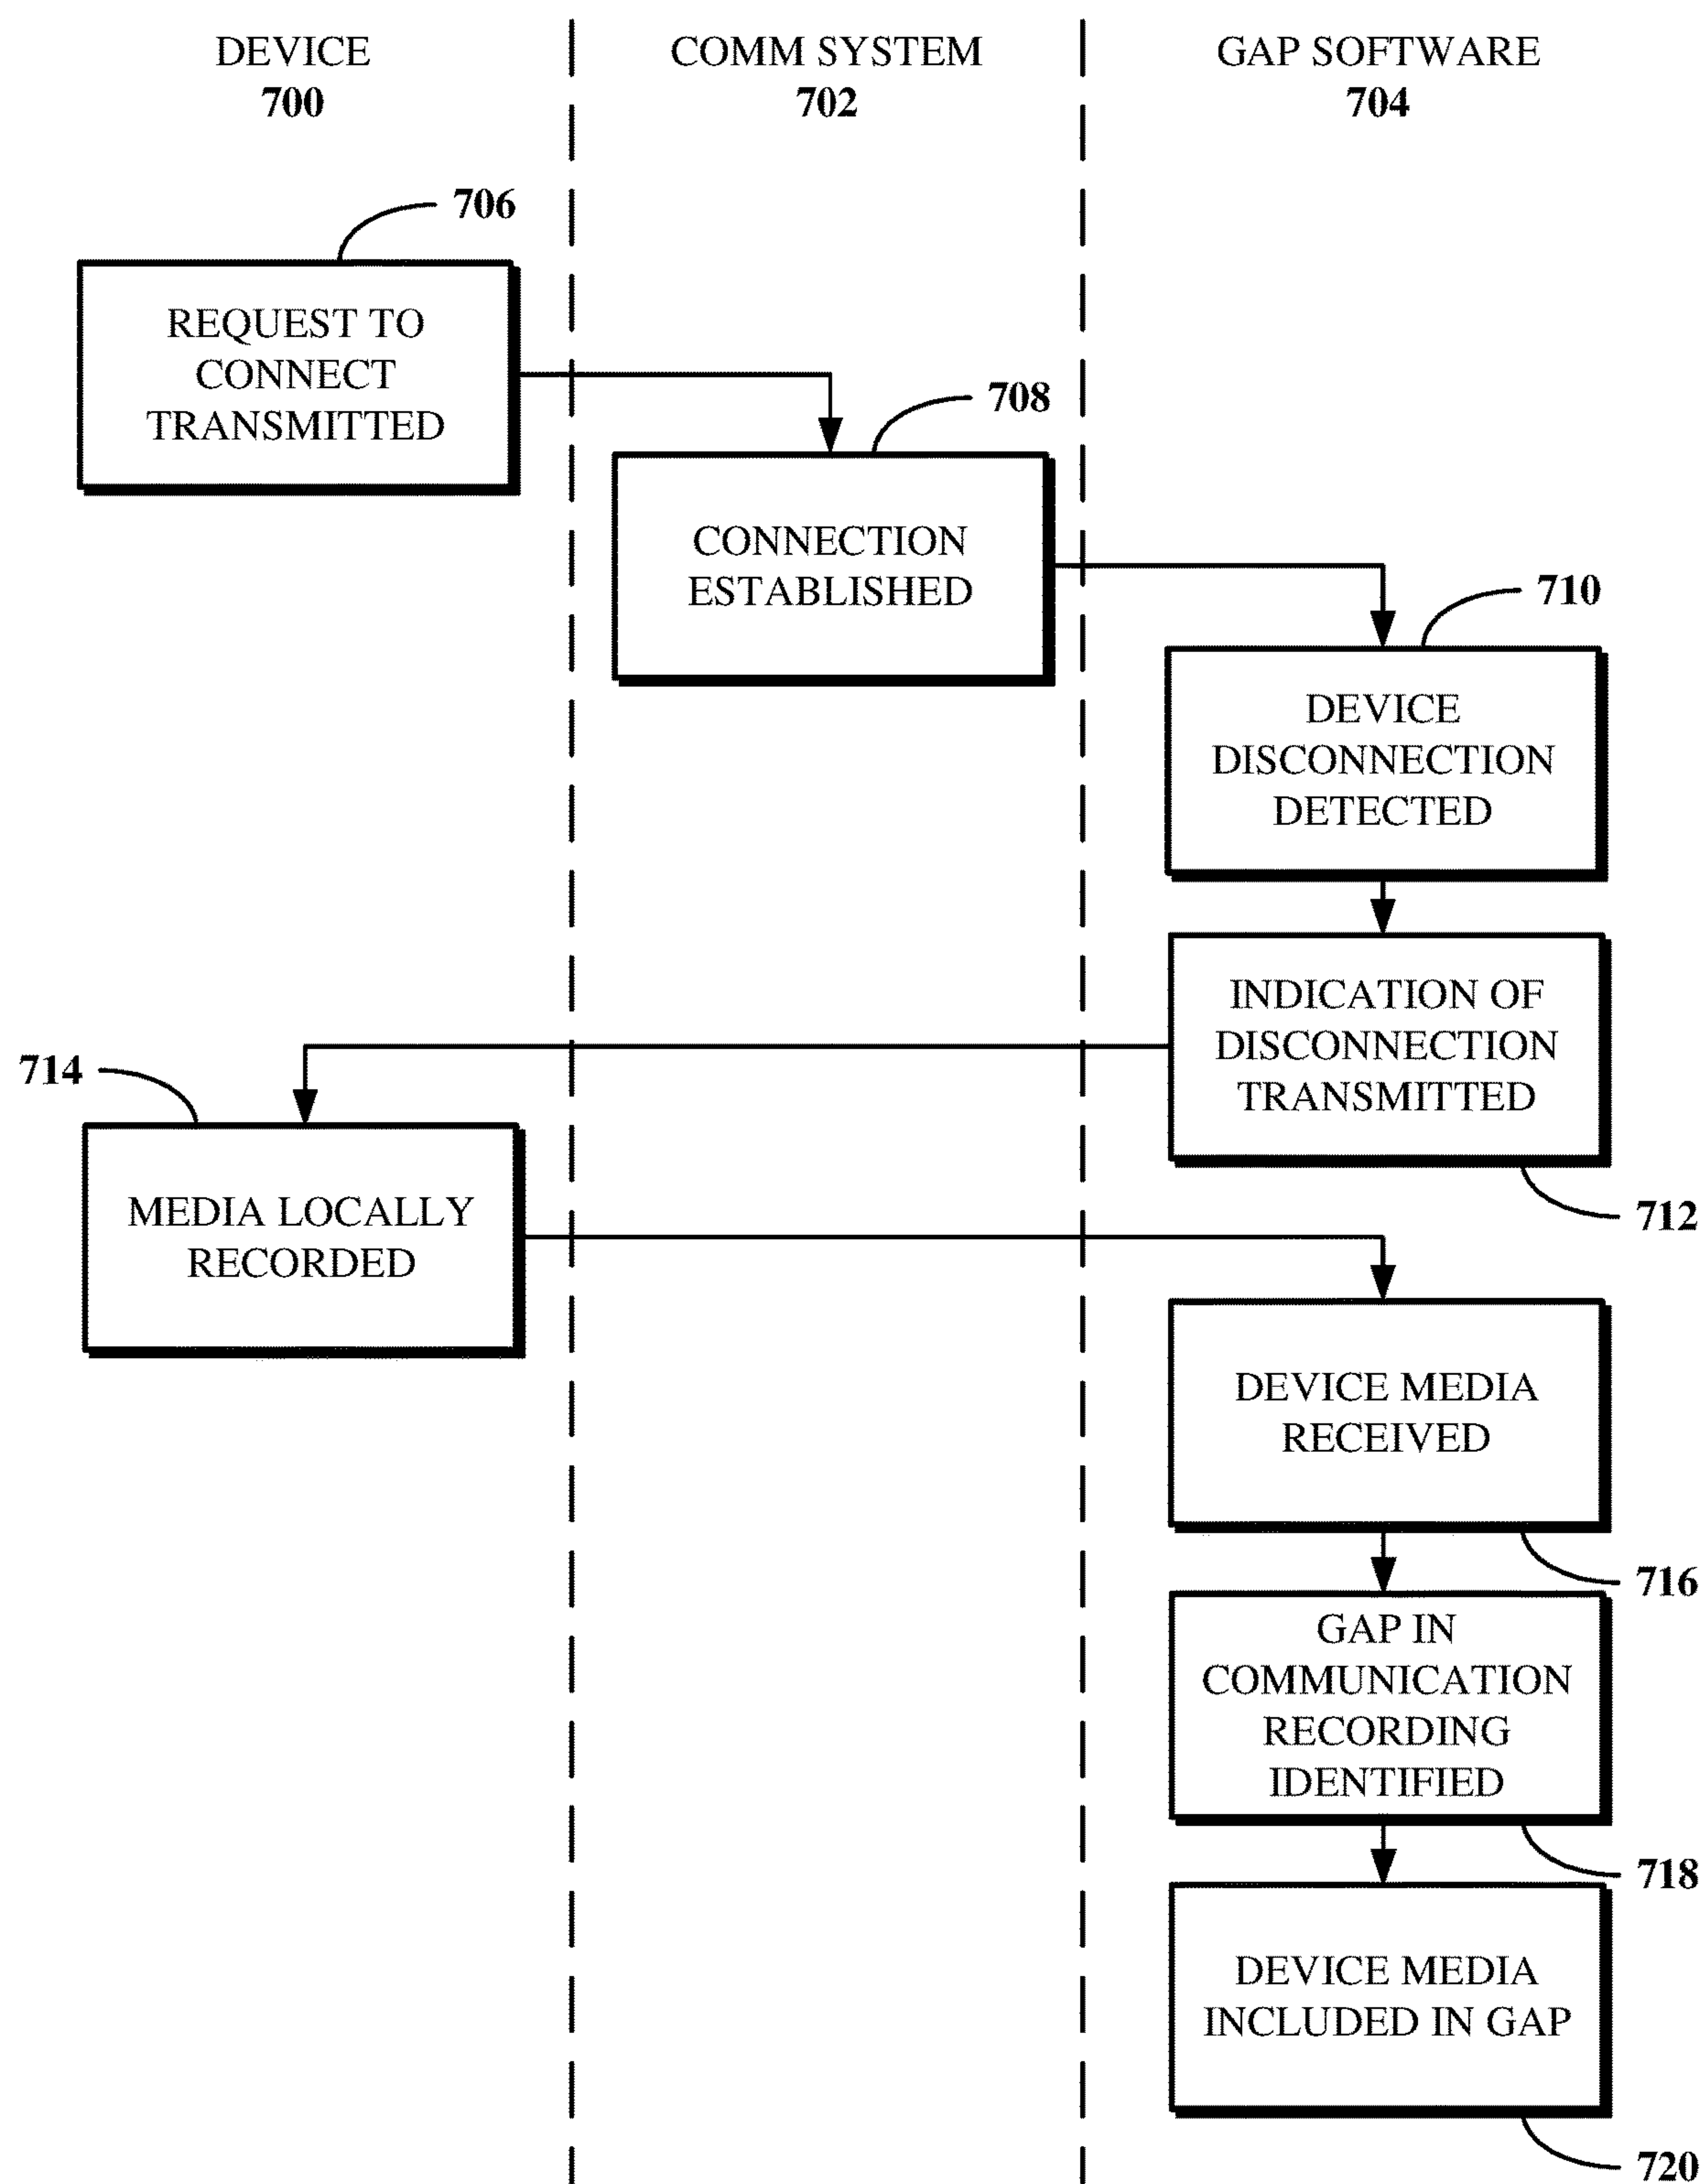 DEVICE
700
COMM SYSTEM
702
GAP SOFTWARE
704
706
REQUEST TO
CONNECT
TRANSMITTED
708
CONNECTION
ESTABLISHED
710
DEVICE
DISCONNECTION
DETECTED
INDICATION OF
DISCONNECTION
TRANSMITTED
712
714
MEDIA LOCALLY
RECORDED
DEVICE MEDIA
RECEIVED
716
GAP IN
COMMUNICATION
RECORDING
IDENTIFIED
718
DEVICE MEDIA
INCLUDED IN GAP
720